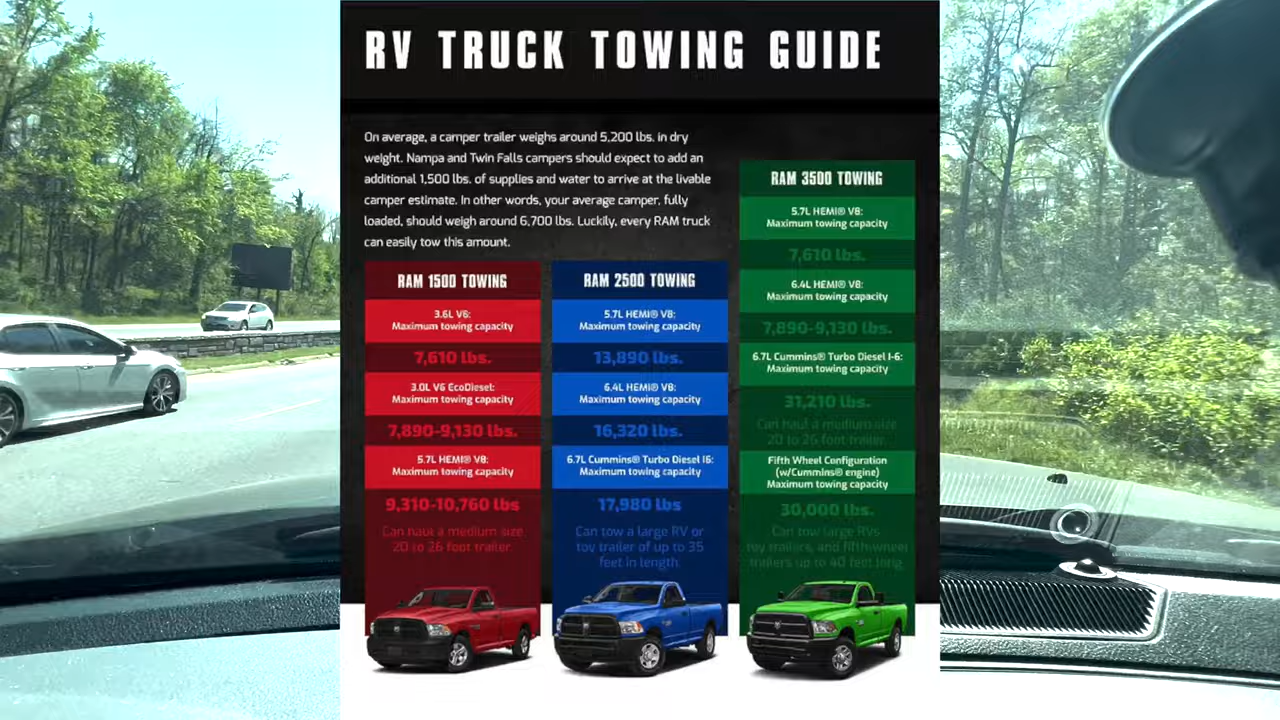 RV TRUCK TOWING GUIDE
On average, a camper trailer weighs around 5,200 lbs. in dry
weight. Nampa and Twin Falls campers should expect to add an
additional 1,500 lbs. of supplies and water to arrive at the livable
camper estimate. In other words, your average camper, fully
loaded, should weigh around 6,700 lbs. Luckily, every RAM truck
can easily tow this amount.
RAM 1500 TOWING
3.6L V6:
Maximum towing capacity
7,610 lbs.
3.0L V6 EcoDiesel:
Maximum towing capacity
7,890-9,130 lbs.
5.7L HEMI® V8:
Maximum towing capacity
9,310-10,760 lbs
Can haul a medium size
20 to 26 foot trailer.
RAM 2500 TOWING
5.7L HEMI® V8:
Maximum towing capacity
13,890 lbs.
6.4L HEMI® V8:
Maximum towing capacity
16,320 lbs.
6.7L Cummins® Turbo Diesel I6:
Maximum towing capacity
17,980 lbs
Can tow a large RV or
toy trailer of up to 35
feet in length.
RAM 3500 TOWING
5.7L HEMI® V8:
Maximum towing capacity
7,610 lbs.
6.4L HEMI® V8:
Maximum towing capacity
7,890-9,130 lbs.
6.7L Cummins® Turbo Diesel I-6:
Maximum towing capacity
31,210 lbs.
Can haul a medium size
20 to 26 foot trailer.
Fifth Wheel Configuration
(w/Cummins® engine)
Maximum towing capacity
30,000 lbs.
Can tow large RVs,
toy trailers, and fifth-wheel
trailers up to 40 feet long.